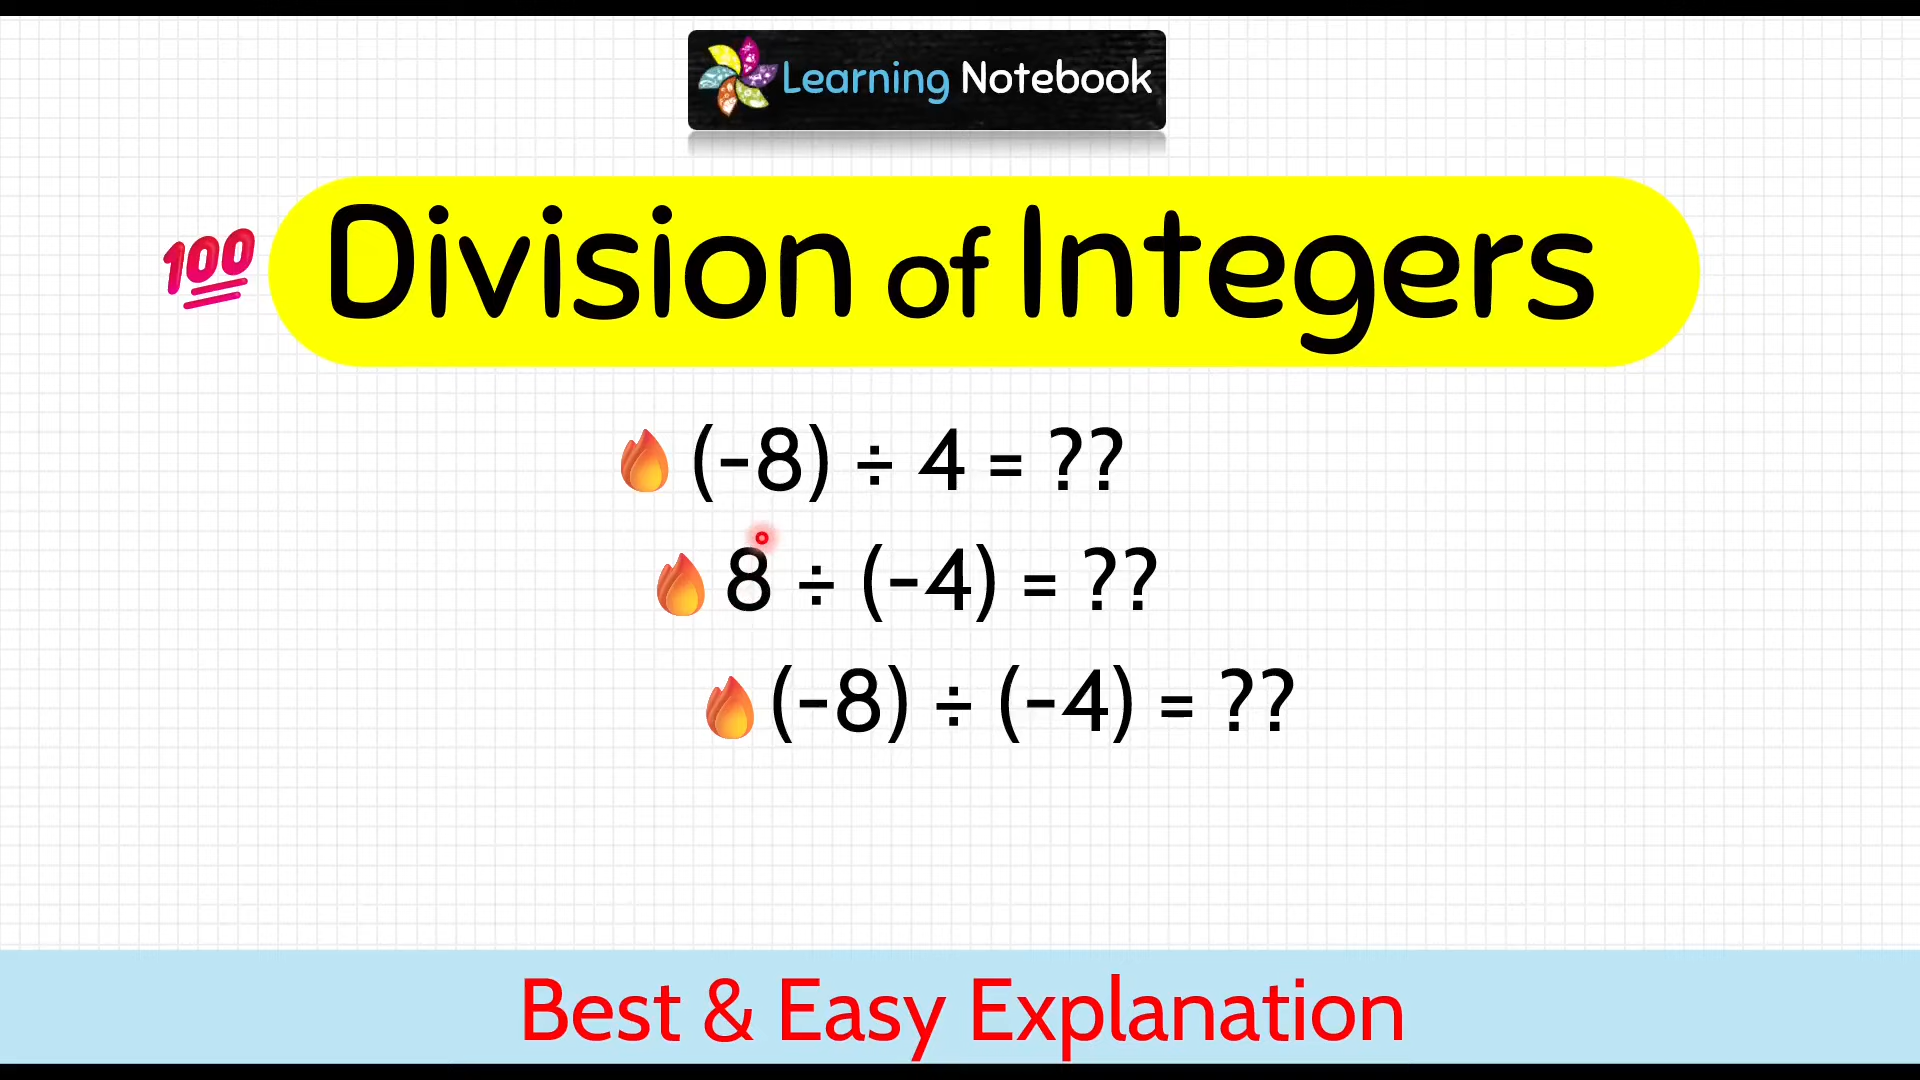 Learning Notebook
💯 Division of Integers
🔥 (-8) ÷ 4 = ??
🔥 8 ÷ (-4) = ??
🔥 (-8) ÷ (-4) = ??
Best & Easy Explanation